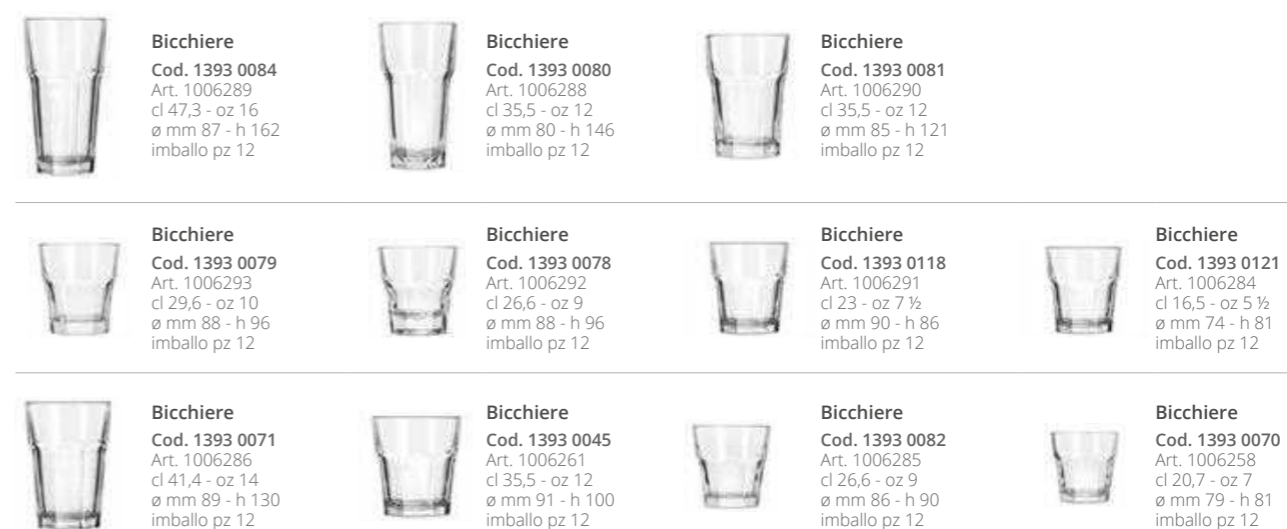 Bicchiere
Cod. 1393 0084
Art. 1006289
cl 47,3 - oz 16
ø mm 87 - h 162
imballo pz 12
Bicchiere
Cod. 1393 0080
Art. 1006288
cl 35,5 - oz 12
ø mm 80 - h 146
imballo pz 12
Bicchiere
Cod. 1393 0081
Art. 1006290
cl 35,5 - oz 12
ø mm 85 - h 121
imballo pz 12
Bicchiere
Cod. 1393 0079
Art. 1006293
cl 29,6 - oz 10
ø mm 88 - h 96
imballo pz 12
Bicchiere
Cod. 1393 0078
Art. 1006292
cl 26,6 - oz 9
ø mm 88 - h 96
imballo pz 12
Bicchiere
Cod. 1393 0118
Art. 1006291
cl 23 - oz 7 ½
ø mm 90 - h 86
imballo pz 12
Bicchiere
Cod. 1393 0121
Art. 1006284
cl 16,5 - oz 5 ½
ø mm 74 - h 81
imballo pz 12
Bicchiere
Cod. 1393 0071
Art. 1006286
cl 41,4 - oz 14
ø mm 89 - h 130
imballo pz 12
Bicchiere
Cod. 1393 0045
Art. 1006261
cl 35,5 - oz 12
ø mm 91 - h 100
imballo pz 12
Bicchiere
Cod. 1393 0082
Art. 1006285
cl 26,6 - oz 9
ø mm 86 - h 90
imballo pz 12
Bicchiere
Cod. 1393 0070
Art. 1006258
cl 20,7 - oz 7
ø mm 79 - h 81
imballo pz 12